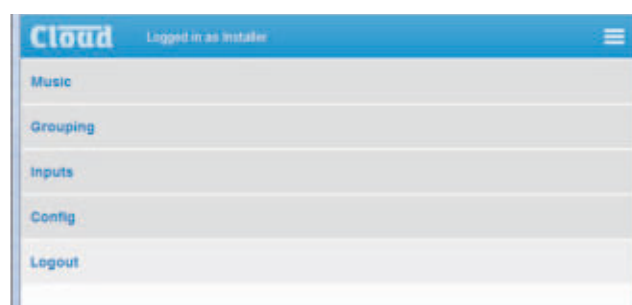 Cloud Logged in as Installer
Music
Grouping
Inputs
Config
Logout